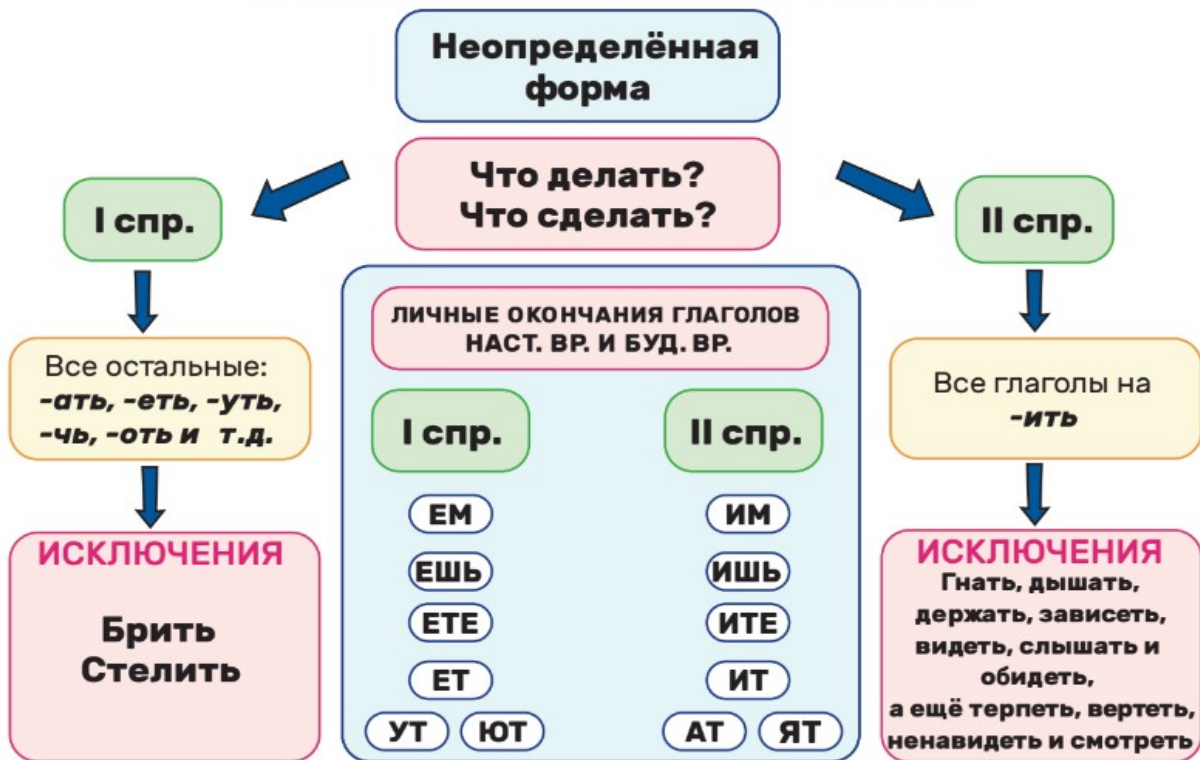 Неопределённая
форма
Что делать?
Что сделать?
I спр.
Все остальные:
-ать, -еть, -уть,
-чь, -оть и т.д.
ИСКЛЮЧЕНИЯ
Брить
Стелить
ЛИЧНЫЕ ОКОНЧАНИЯ ГЛАГОЛОВ
НАСТ. ВР. И БУД. ВР.
I спр.
ЕМ
ЕШЬ
ЕТЕ
ЕТ
УТ ЮТ
II спр.
ИМ
ИШЬ
ИТЕ
ИТ
АТ ЯТ
II спр.
Все глаголы на
-ить
ИСКЛЮЧЕНИЯ
Гнать, дышать,
держать, зависеть,
видеть, слышать и
обидеть,
а ещё терпеть, вертеть,
ненавидеть и смотреть